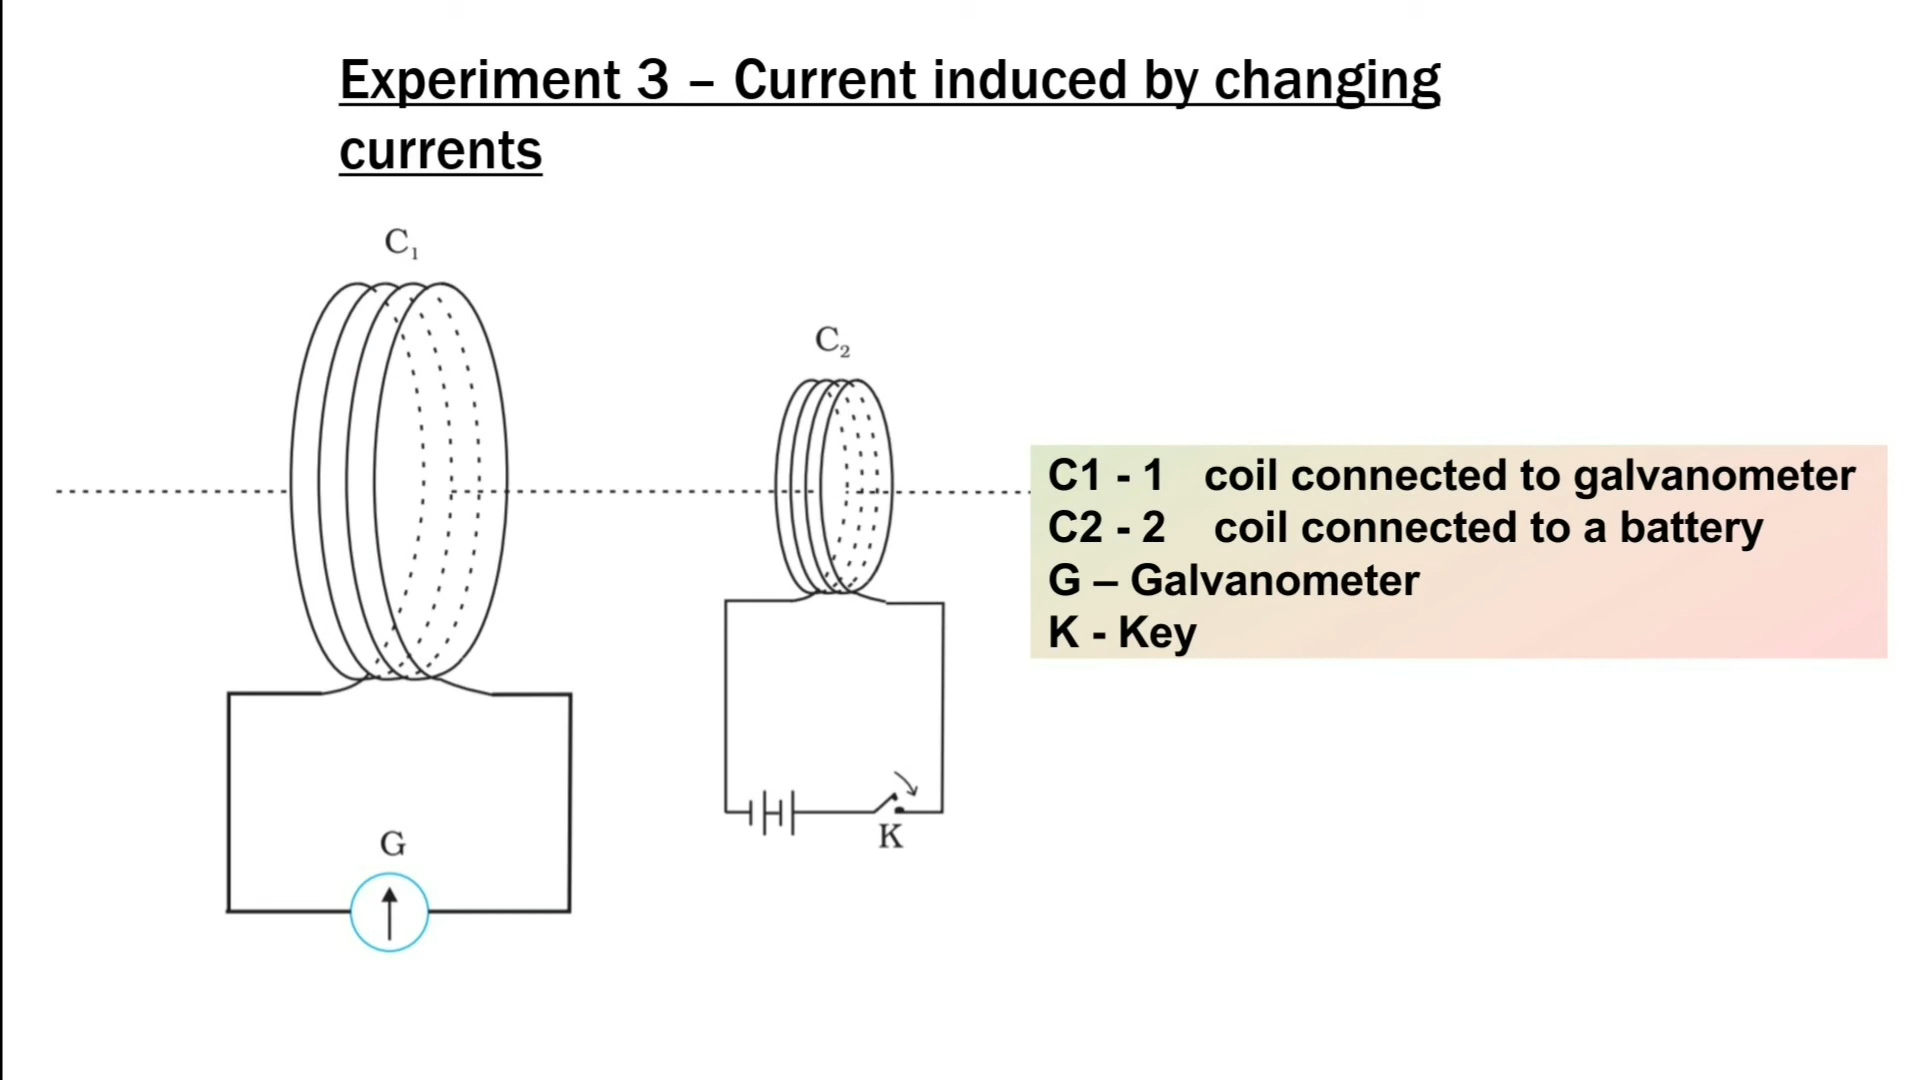 Experiment 3 – Current induced by changing
currents
C₁
C₂
C1 - 1 coil connected to galvanometer
C2 - 2 coil connected to a battery
G – Galvanometer
K - Key
K
G